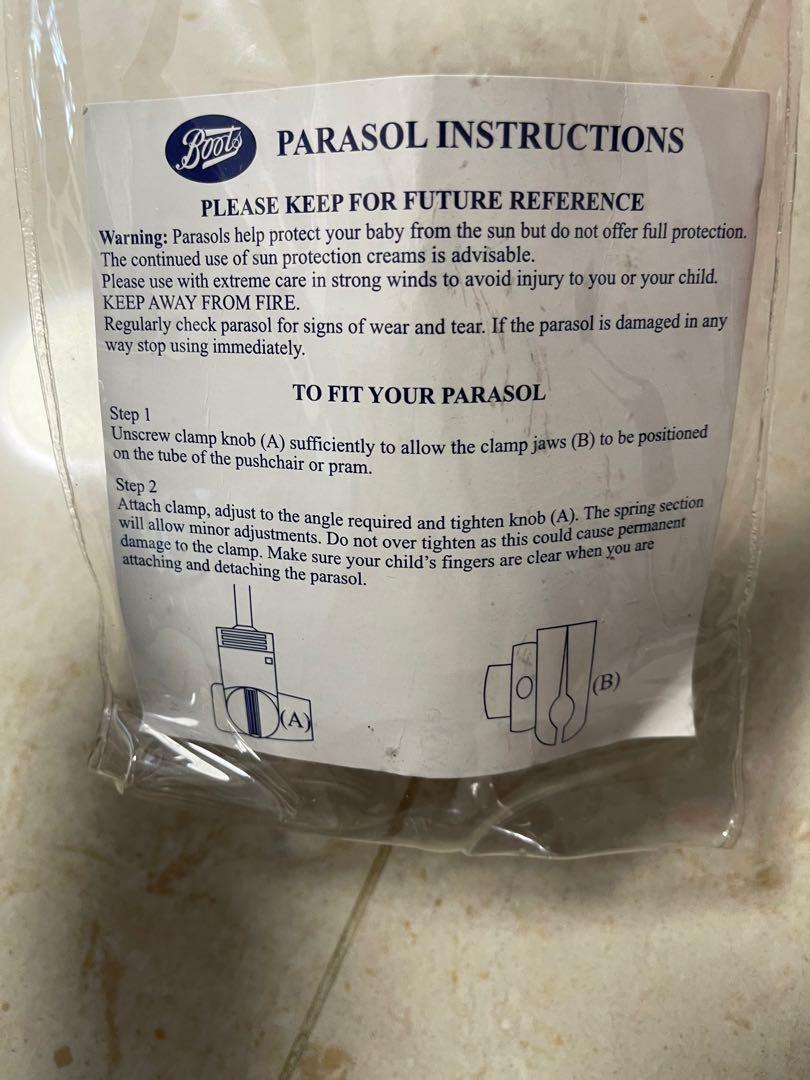 Boots PARASOL INSTRUCTIONS
PLEASE KEEP FOR FUTURE REFERENCE
Warning: Parasols help protect your baby from the sun but do not offer full protection.
The continued use of sun protection creams is advisable.
Please use with extreme care in strong winds to avoid injury to you or your child.
KEEP AWAY FROM FIRE.
Regularly check parasol for signs of wear and tear. If the parasol is damaged in any
way stop using immediately.
TO FIT YOUR PARASOL
Step 1
Unscrew clamp knob (A) sufficiently to allow the clamp jaws (B) to be positioned
on the tube of the pushchair or pram.
Step 2
Attach clamp, adjust to the angle required and tighten knob (A). The spring section
will allow minor adjustments. Do not over tighten as this could cause permanent
damage to the clamp. Make sure your child's fingers are clear when you are
attaching and detaching the parasol.
(A)
(B)